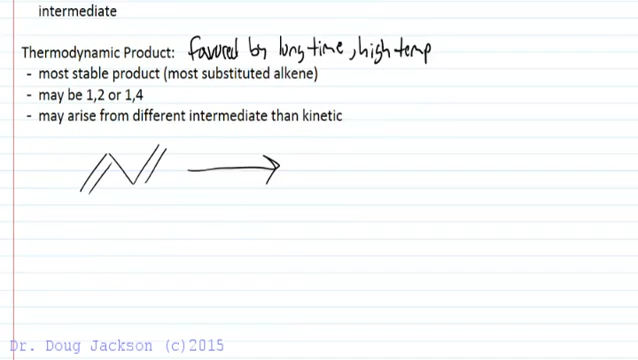 intermediate
Thermodynamic Product: favored by long time, high temp
- most stable product (most substituted alkene)
- may be 1,2 or 1,4
- may arise from different intermediate than kinetic
Dr. Doug Jackson (c)2015